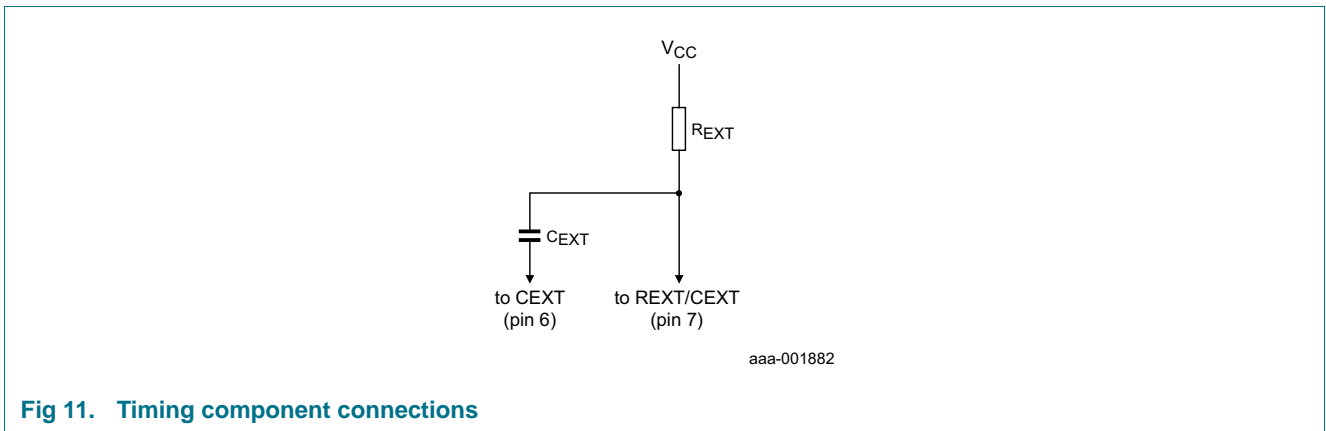 VCC
REXT
CEXT
to CEXT
(pin 6)
to REXT/CEXT
(pin 7)
aaa-001882
Fig 11. Timing component connections